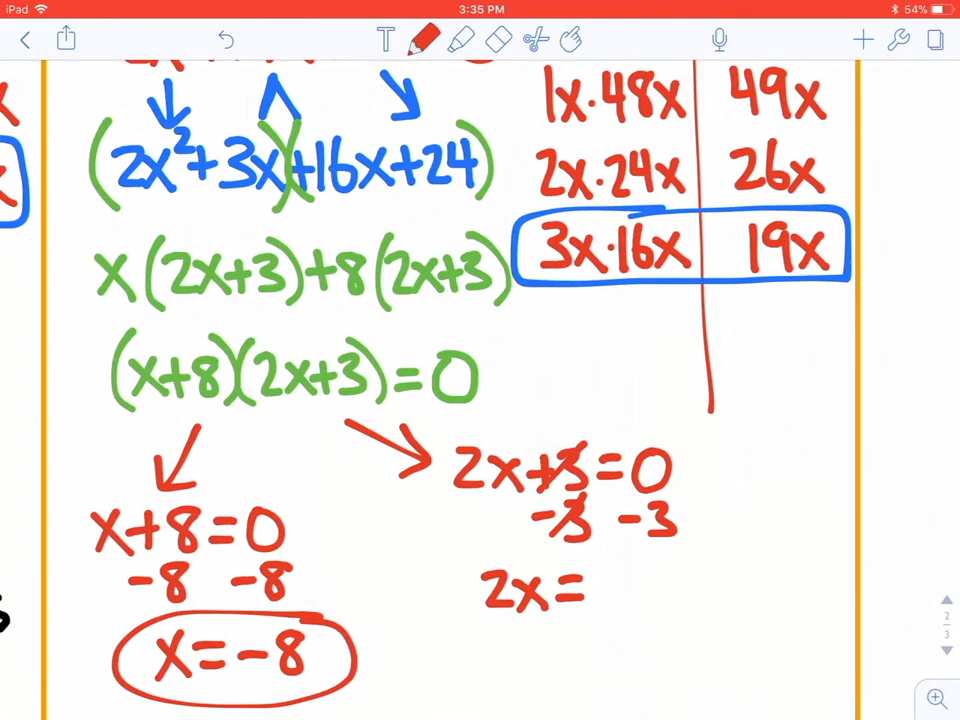 iPad
3:35 PM
54%
T
1x·48x 49x
(2x²+3x)(+16x+24)
2x·24x 26x
3x·16x 19x
x(2x+3)+8(2x+3)
(x+8)(2x+3)=0
2x+3=0
-3 -3
x+8=0
-8 -8
2x=
x=-8
2
3